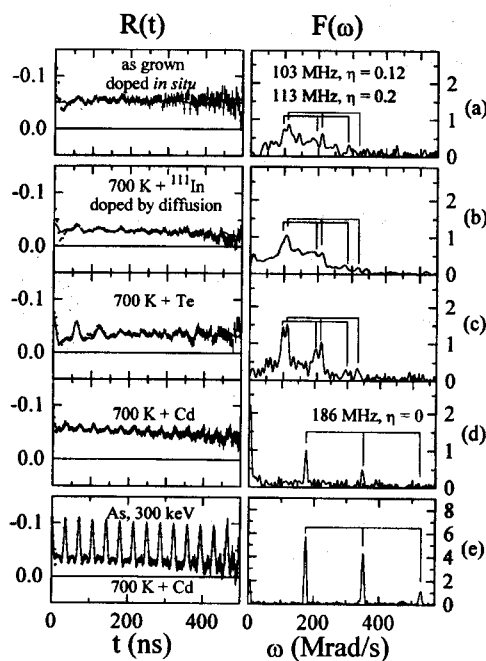 R(t) F(ω)
-0.1 as grown
doped in situ
0.0
103 MHz, η = 0.12
113 MHz, η = 0.2
2
1
0
(a)
-0.1 700 K + ¹¹¹In
doped by diffusion
0.0
2
1
0
(b)
-0.1 700 K + Te
0.0
2
1
0
(c)
-0.1 700 K + Cd
0.0
186 MHz, η = 0
2
1
0
(d)
As, 300 keV
-0.1
0.0
700 K + Cd
8
6
4
2
0
(e)
0 200 400 0 200 400
t (ns) ω (Mrad/s)